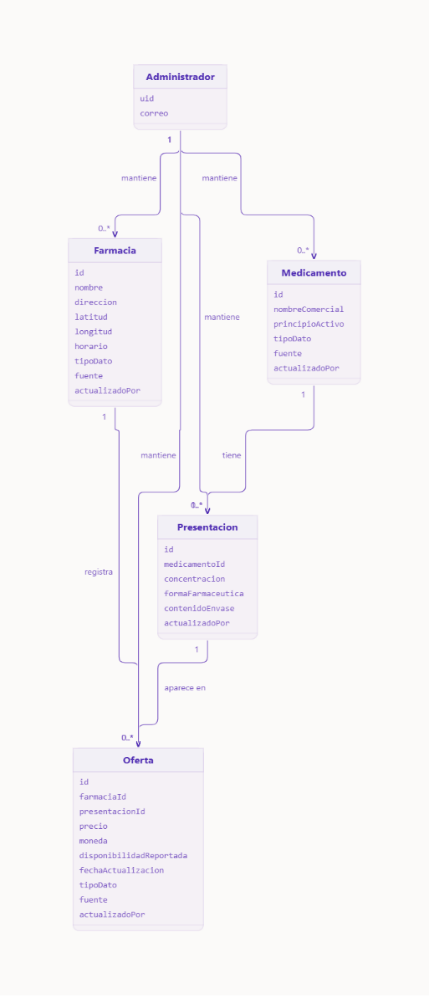 Administrador
uid
correo
1
mantiene
mantiene
0..*
0..*
Farmacia
id
nombre
direccion
latitud
longitud
horario
tipoDato
fuente
actualizadoPor
Medicamento
id
nombreComercial
principioActivo
tipoDato
fuente
actualizadoPor
mantiene
1
1
mantiene
tiene
0..*
Presentacion
id
medicamentoId
concentracion
formaFarmaceutica
contenidoEnvase
actualizadoPor
registra
1
aparece en
0..*
Oferta
id
farmaciaId
presentacionId
precio
moneda
disponibilidadReportada
fechaActualizacion
tipoDato
fuente
actualizadoPor